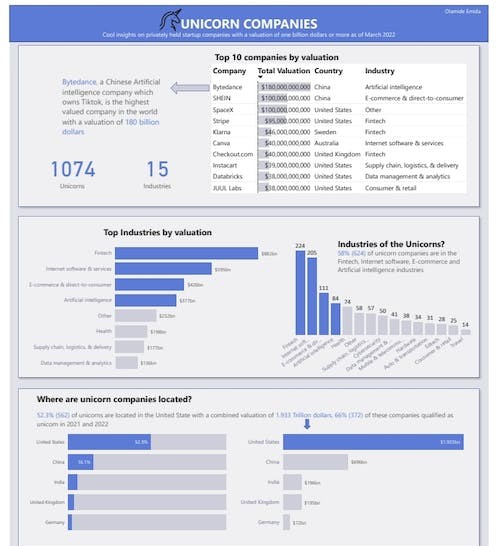 Olamide Emida
UNICORN COMPANIES
Cool insights on privately held startup companies with a valuation of one billion dollars or more as of March 2022
Top 10 companies by valuation
Company Total Valuation Country Industry
Bytedance $180,000,000,000 China Artificial intelligence
SHEIN $100,000,000,000 China E-commerce & direct-to-consumer
SpaceX $100,000,000,000 United States Other
Stripe $95,000,000,000 United States Fintech
Klarna $46,000,000,000 Sweden Fintech
Canva $40,000,000,000 Australia Internet software & services
Checkout.com $40,000,000,000 United Kingdom Fintech
Instacart $39,000,000,000 United States Supply chain, logistics, & delivery
Databricks $38,000,000,000 United States Data management & analytics
JUUL Labs $38,000,000,000 United States Consumer & retail
Bytedance, a Chinese Artificial
intelligence company which
owns Tiktok, is the highest
valued company in the world
with a valuation of 180 billion
dollars
1074
Unicorns
15
Industries
Top Industries by valuation
Fintech $882bn
Internet software & services $595bn
E-commerce & direct-to-consumer $426bn
Artificial intelligence $377bn
Other $252bn
Health $198bn
Supply chain, logistics, & delivery $177bn
Data management & analytics
Industries of the Unicorns?
58% (624) of unicorn companies are in the
Fintech, Internet software, E-commerce and
Artificial intelligence industries
224 205 111 84 74 58 57 50 41 38 34 31 28 25 14
Fintech
Internet soft...
E-commerce & dir...
Artificial intelligence
Health
Other
Supply chain, logistics...
Cybersecurity
Data management &...
Mobile & telecommu...
Hardware
Auto & transportation
Edtech
Consumer & retail
Travel
Where are unicorn companies located?
52.3% (562) of unicorns are located in the United State with a combined valuation of 1.933 Trillion dollars, 66% (372) of these companies qualified as
unicorn in 2021 and 2022
United States 52.3%
China 16.1%
India
United Kingdom
Germany
United States $1,933bn
China $696bn
India $196bn
United Kingdom $195bn
Germany $72bn